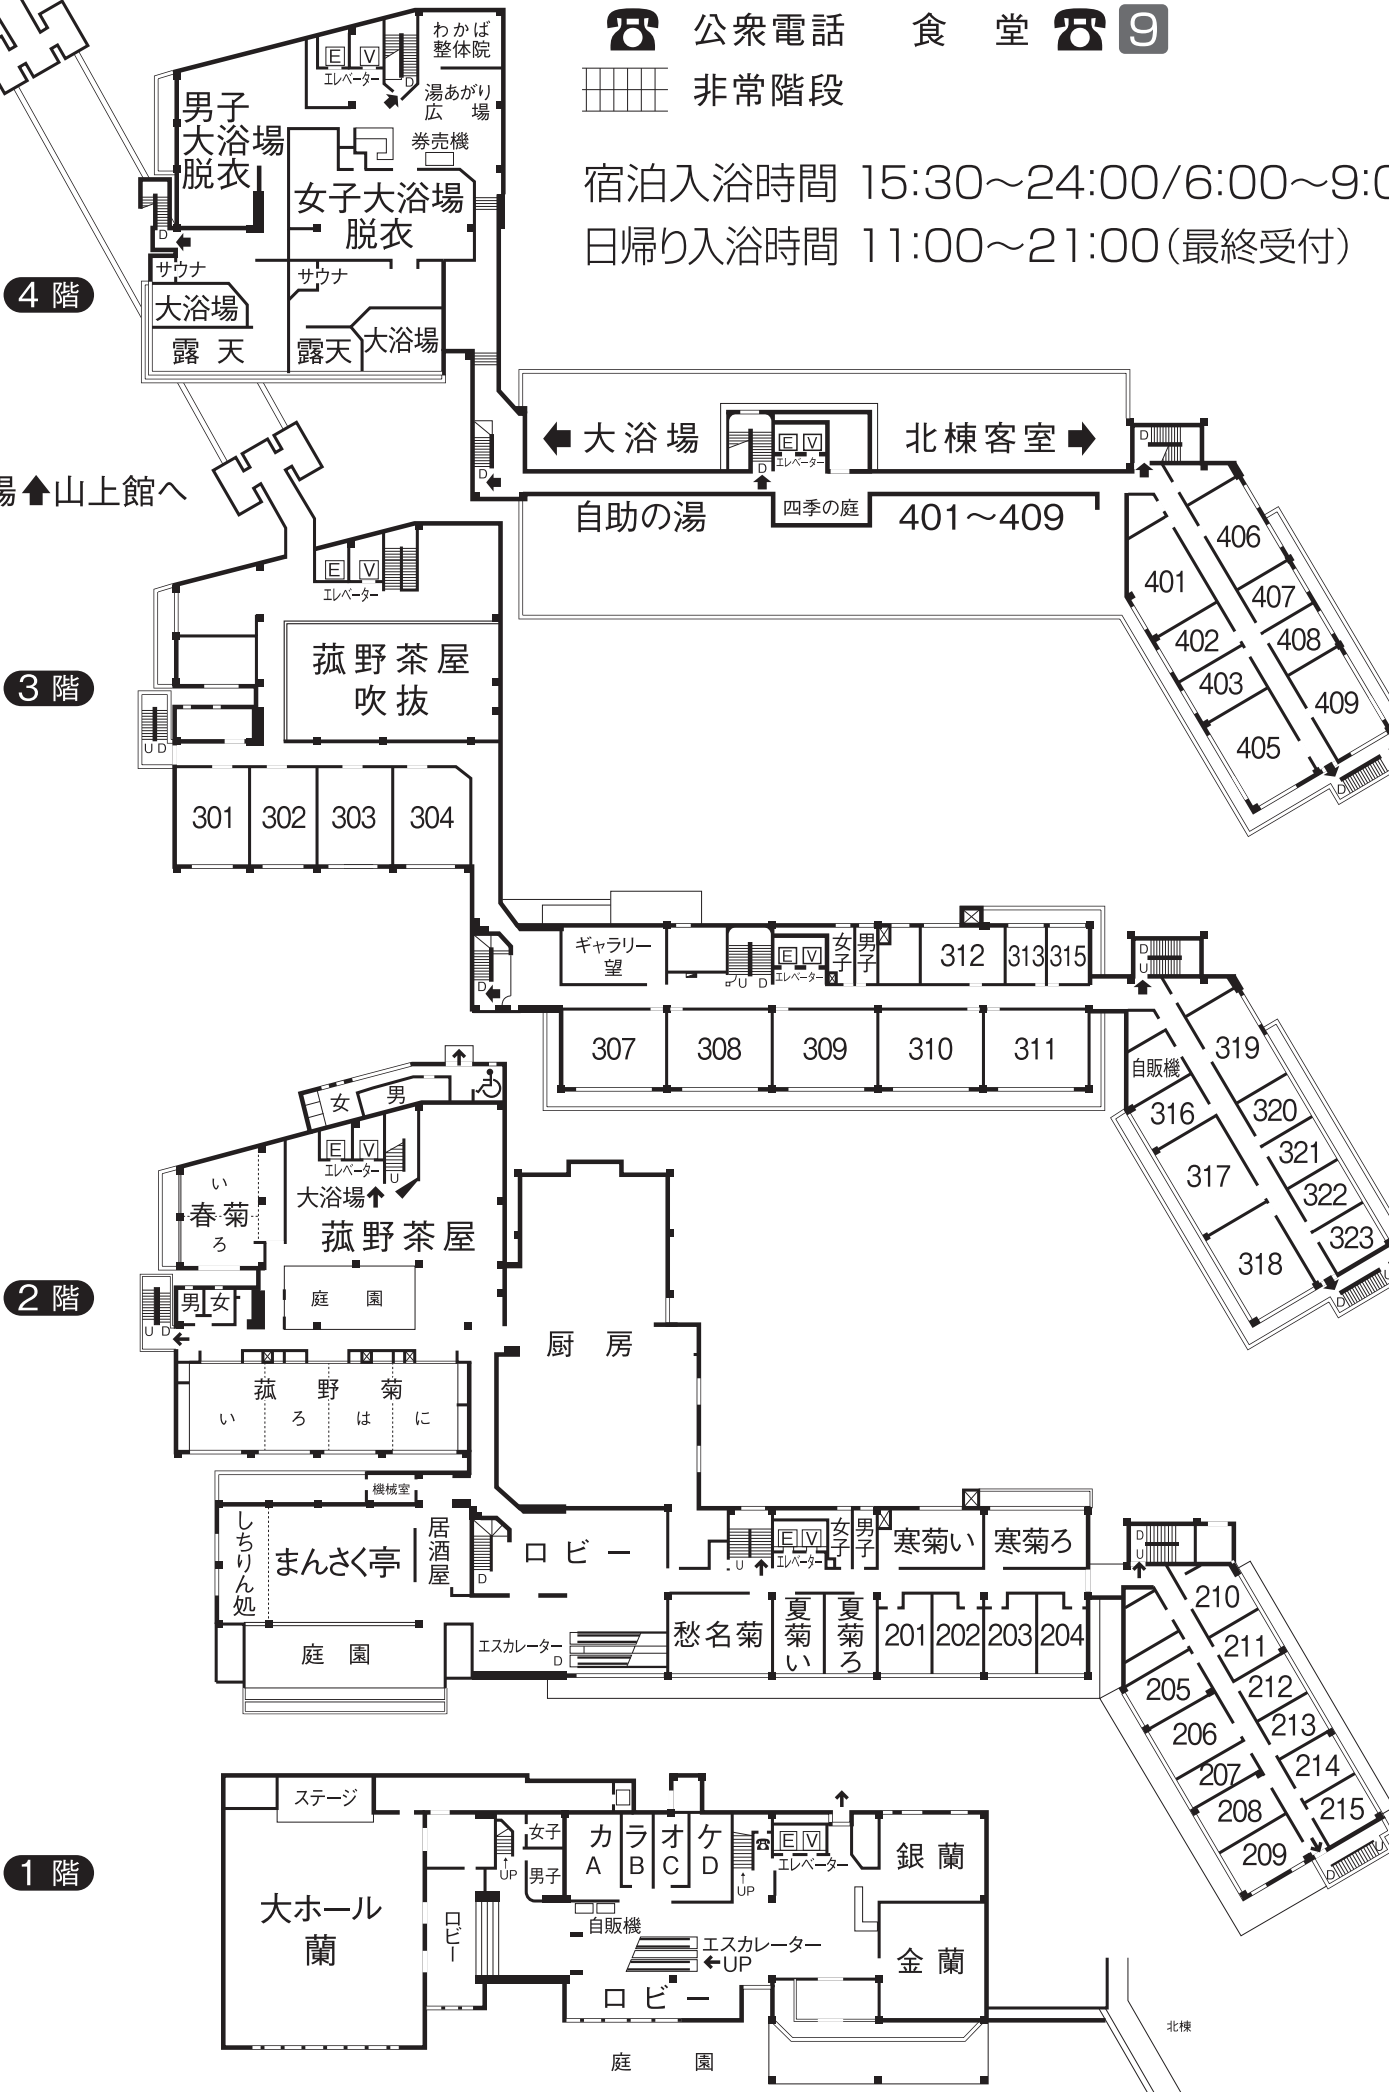 公衆電話
食堂
9
非常階段
宿泊入浴時間 15:30〜24:00/6:00〜9:0
日帰り入浴時間 11:00〜21:00（最終受付）
4階
わかば
整体院
E V
エレベーター
D
湯あがり
広場
券売機
男子
大浴場
脱衣
女子大浴場
脱衣
D
サウナ
サウナ
大浴場
大浴場
露天
露天
大浴場
D
E V
エレベーター
D
北棟客室
D
自助の湯
四季の庭
401〜409
406
401
407
402
408
403
409
405
D
湯
山上館へ
3階
E V
エレベーター
菰野茶屋
吹抜
U D
301
302
303
304
ギャラリー
望
D
U D
E V
エレベーター
女子
男子
312
313
315
307
308
309
310
311
D
U
自販機
319
316
320
317
321
322
318
323
D
U
2階
女
男
E V
エレベーター
U
大浴場
菰野茶屋
い
春菊
ろ
男
女
U D
庭園
厨房
菰野菊
い ろ は に
機械室
しちりん処
まんさく亭
居酒屋
庭園
ロビー
D
エスカレーター
D
U
E V
エレベーター
女子
男子
寒菊い
寒菊ろ
愁名菊
夏菊い
夏菊ろ
201
202
203
204
D
U
210
211
205
212
206
213
207
214
208
215
209
D
U
1階
ステージ
大ホール
蘭
ロビー
UP
女子
男子
カラオケ
A B C D
UP
E V
エレベーター
銀蘭
自販機
エスカレーター
UP
金蘭
ロビー
庭園
北棟